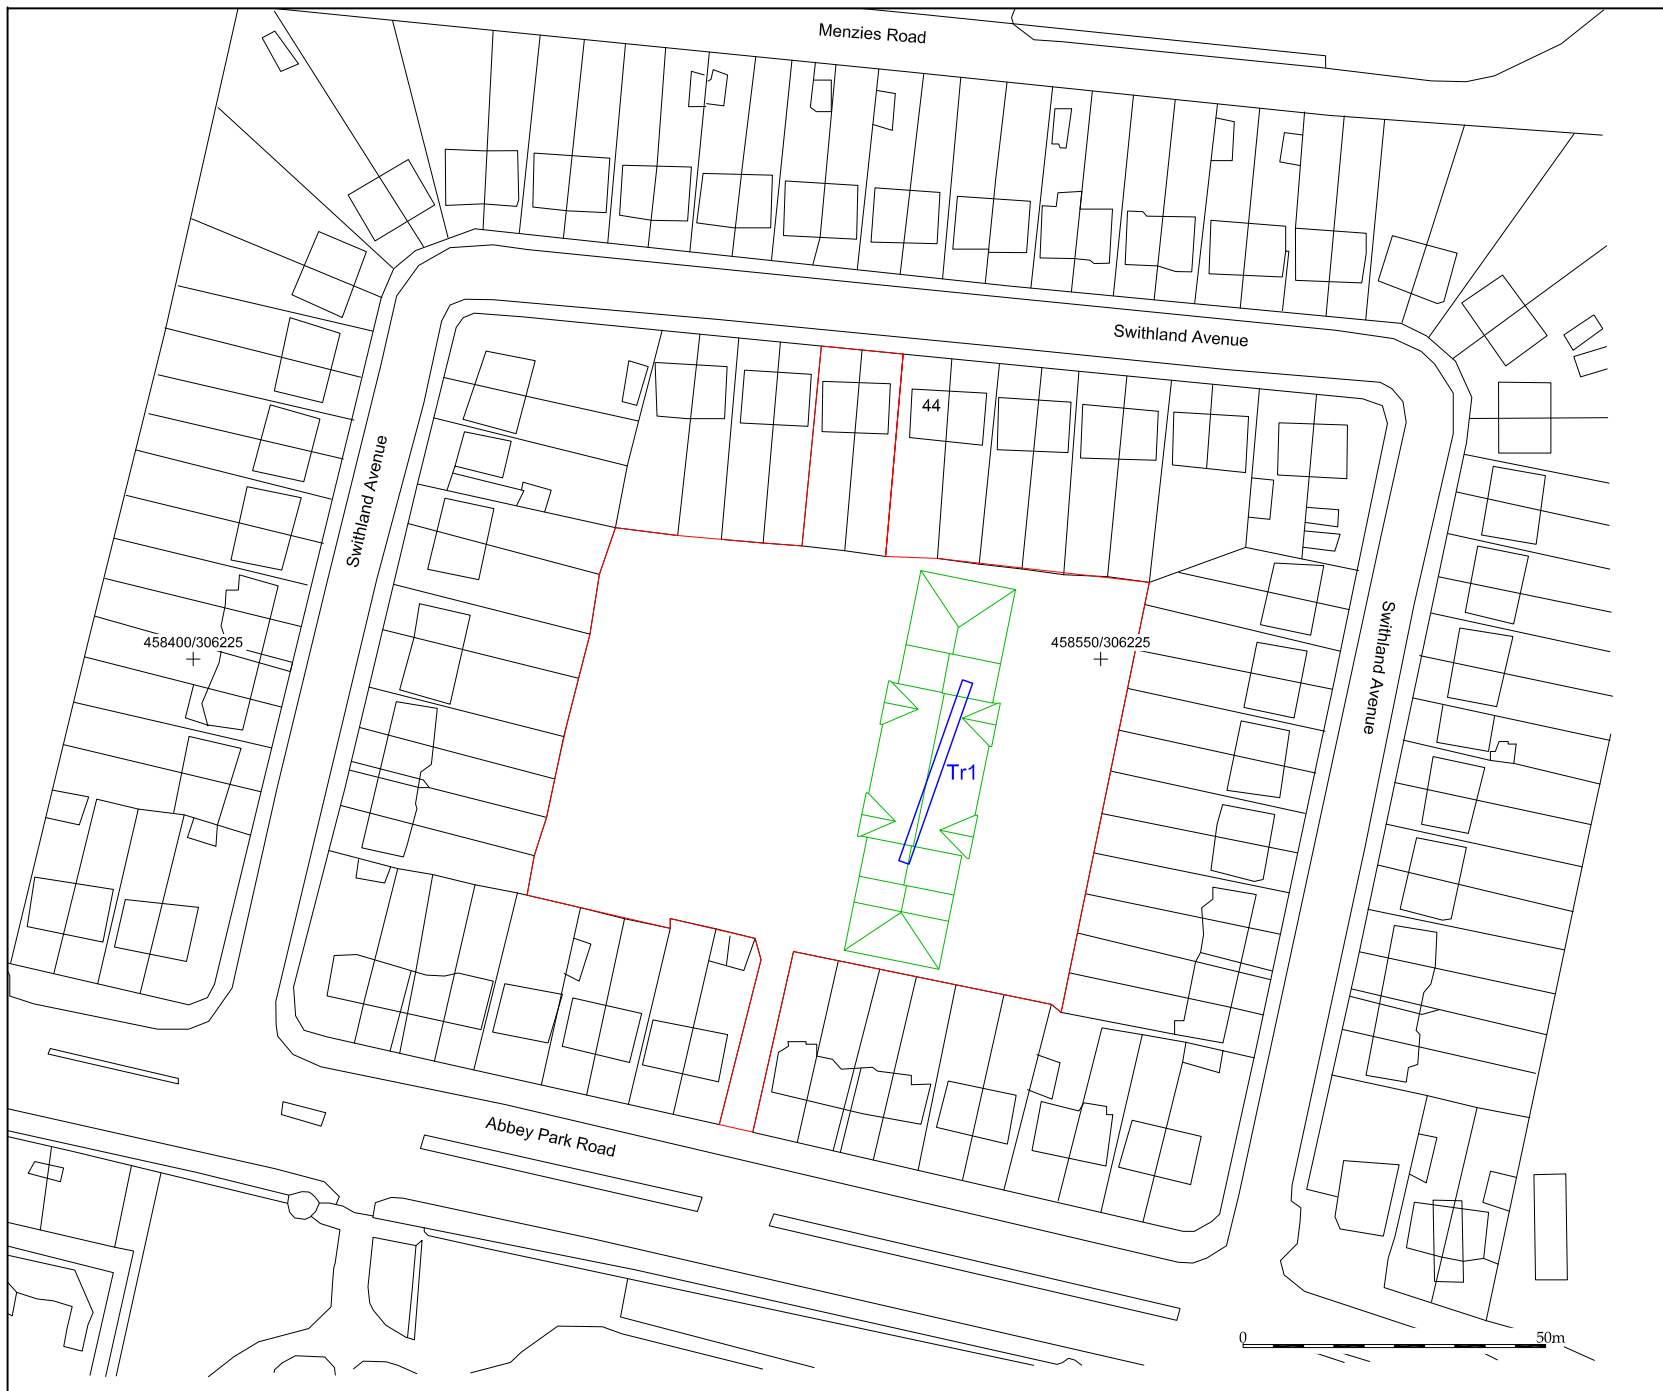 Menzies Road
Swithland Avenue
44
Swithland Avenue
458400/306225
458550/306225
Swithland Avenue
Tr1
Abbey Park Road
0 50m